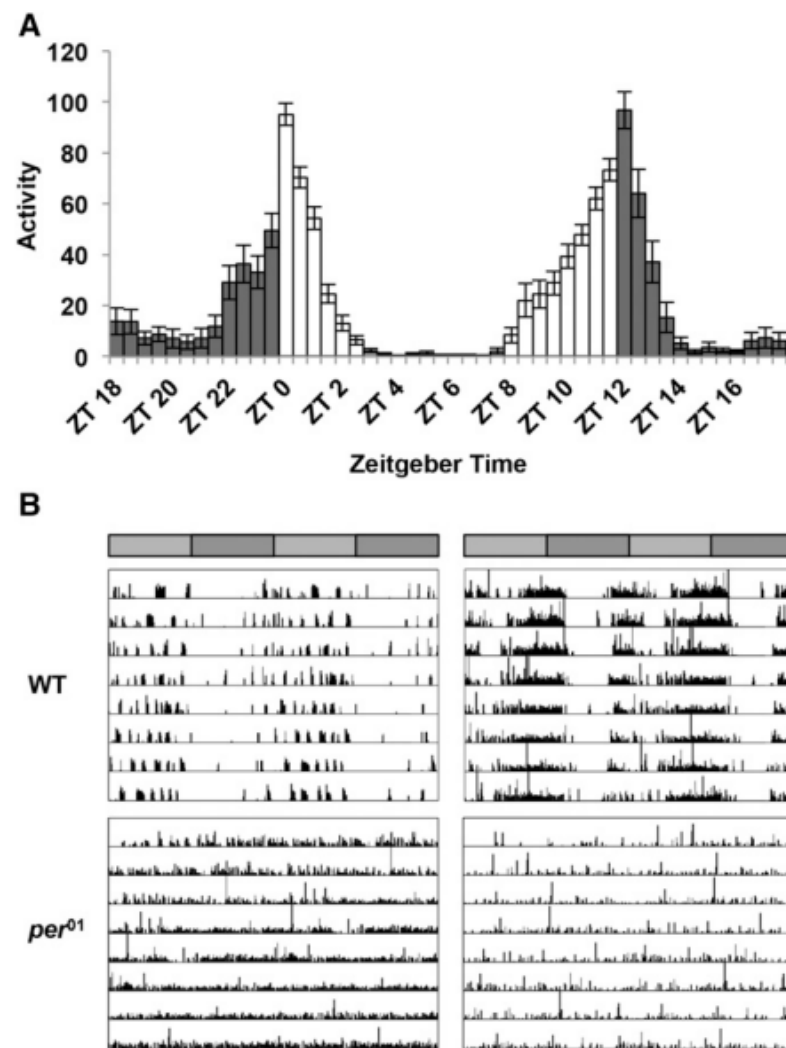 A
120
100
80
60
40
20
0
Activity
ZT 18
ZT 20
ZT 22
ZT 0
ZT 2
ZT 4
ZT 6
ZT 8
ZT 10
ZT 12
ZT 14
ZT 16
Zeitgeber Time
B
WT
per⁰¹